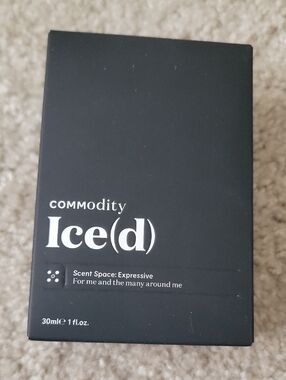 COMModity
Ice(d)
Scent Space: Expressive
For me and the many around me
30ml℮ 1 fl.oz.